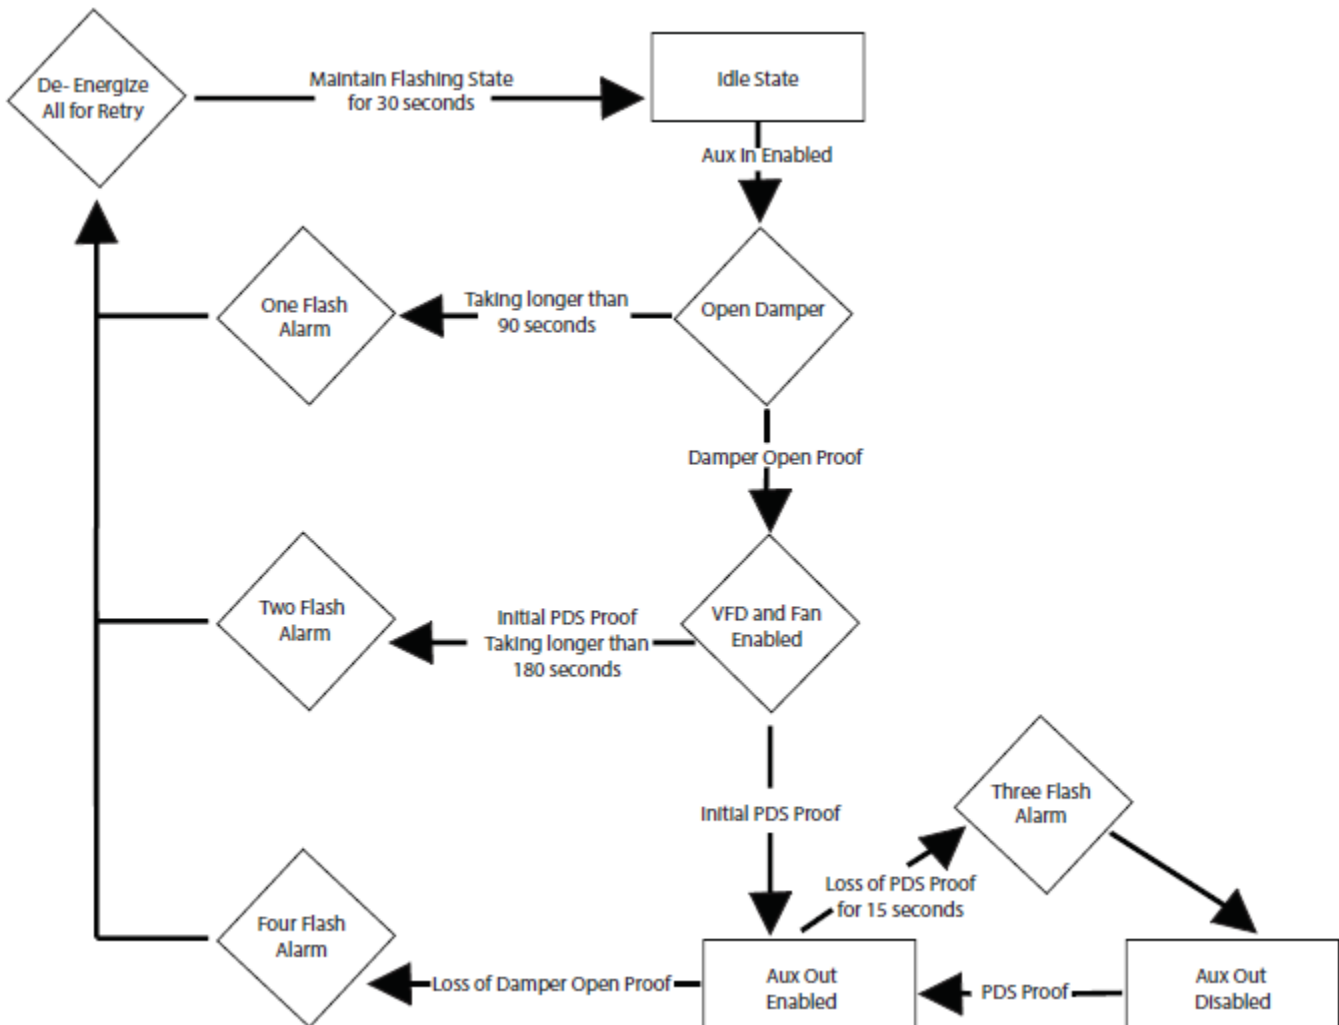 De- Energize
All for Retry
Maintain Flashing State
for 30 seconds
Idle State
Aux In Enabled
One Flash
Alarm
Taking longer than
90 seconds
Open Damper
Damper Open Proof
Two Flash
Alarm
Initial PDS Proof
Taking longer than
180 seconds
VFD and Fan
Enabled
Initial PDS Proof
Three Flash
Alarm
Loss of PDS Proof
for 15 seconds
Four Flash
Alarm
Loss of Damper Open Proof
Aux Out
Enabled
PDS Proof
Aux Out
Disabled